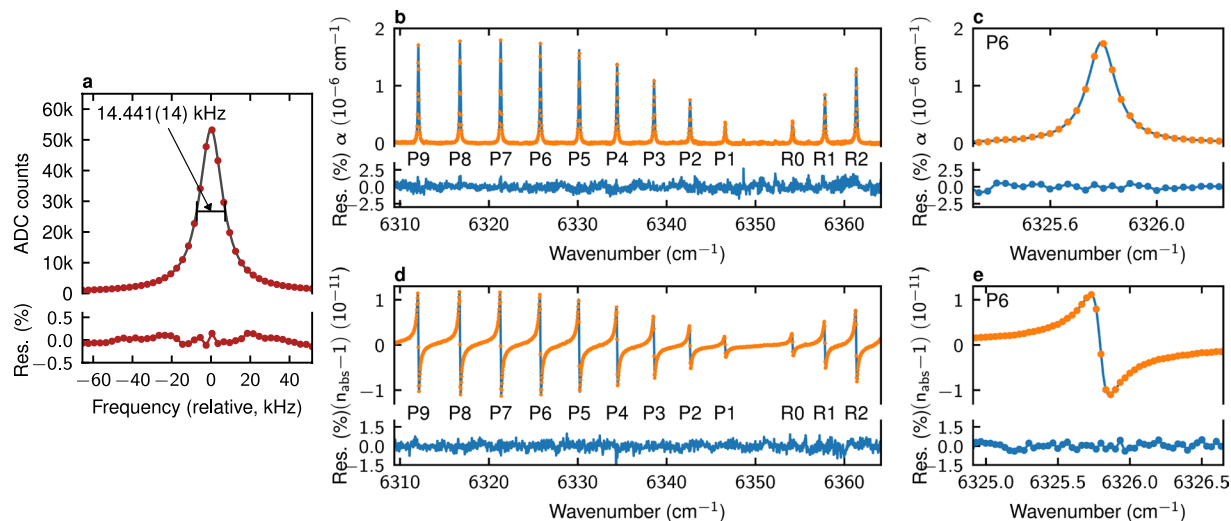 a
14.441(14) kHz
60k
50k
40k
30k
20k
10k
0
ADC counts
0.5
0.0
−0.5
Res. (%)
−60 −40 −20 0 20 40
Frequency (relative, kHz)
b
2
1
0
α (10⁻⁶ cm⁻¹)
P9 P8 P7 P6 P5 P4 P3 P2 P1 R0 R1 R2
2.5
0.0
−2.5
Res. (%)
6310 6320 6330 6340 6350 6360
Wavenumber (cm⁻¹)
c
P6
2
1
0
α (10⁻⁶ cm⁻¹)
2.5
0.0
−2.5
Res. (%)
6325.6 6326.0
Wavenumber (cm⁻¹)
d
1
0
−1
(nabs−1) (10⁻¹¹)
P9 P8 P7 P6 P5 P4 P3 P2 P1 R0 R1 R2
1.5
0.0
−1.5
Res. (%)
6310 6320 6330 6340 6350 6360
Wavenumber (cm⁻¹)
e
P6
1
0
−1
(nabs−1) (10⁻¹¹)
1.5
0.0
−1.5
Res. (%)
6325.0 6325.5 6326.0 6326.5
Wavenumber (cm⁻¹)